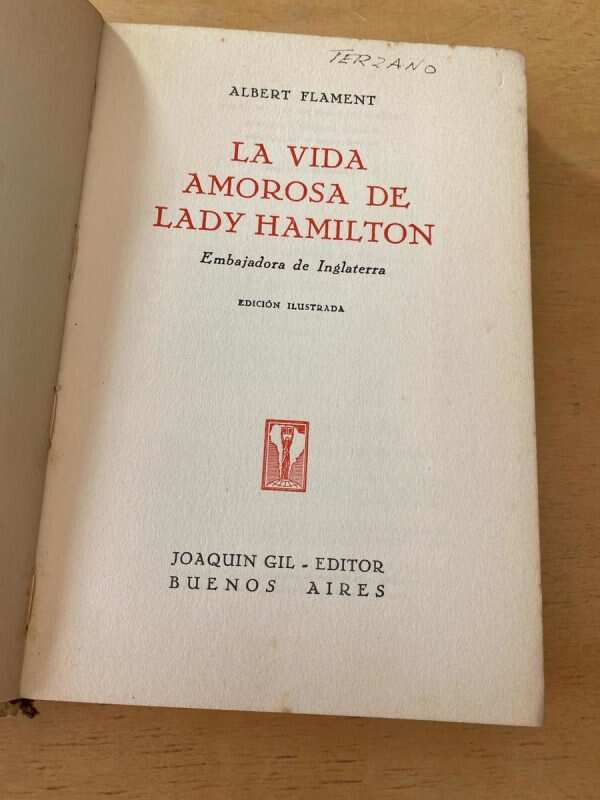 TERZANO
ALBERT FLAMENT
LA VIDA
AMOROSA DE
LADY HAMILTON
Embajadora de Inglaterra
EDICIÓN ILUSTRADA
JOAQUIN GIL - EDITOR
BUENOS AIRES